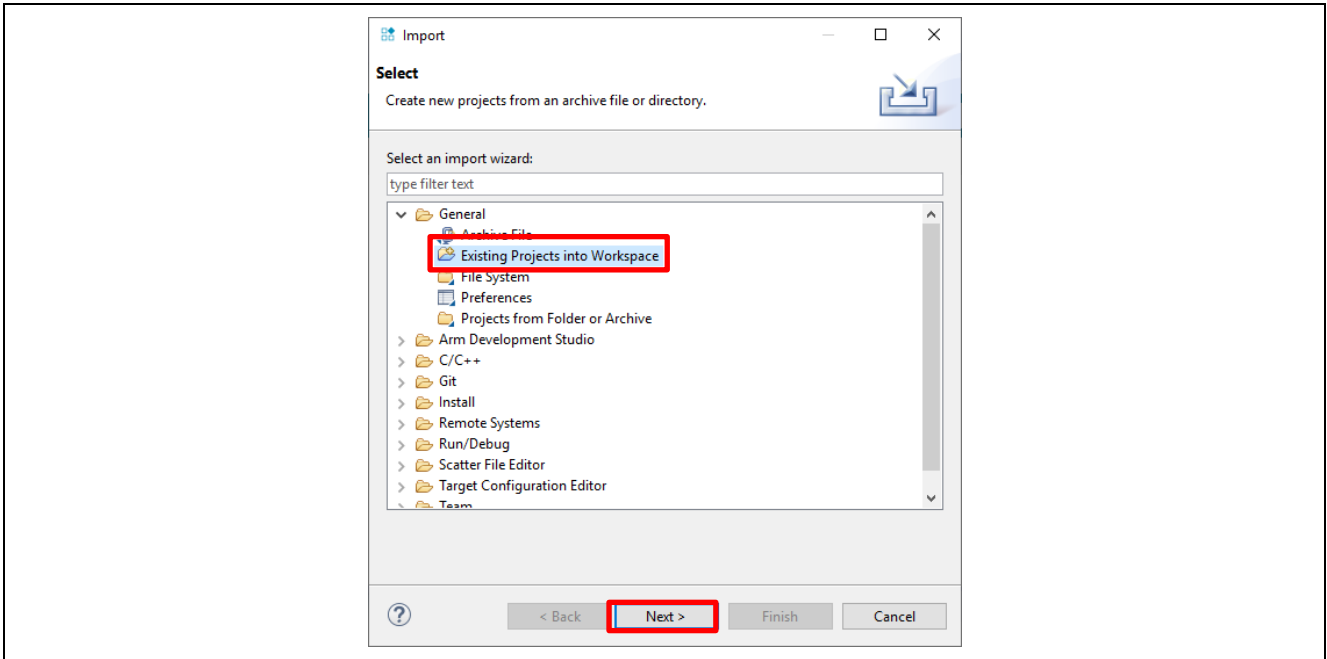 Import
Select
Create new projects from an archive file or directory.
Select an import wizard:
type filter text
General
Archive File
Existing Projects into Workspace
File System
Preferences
Projects from Folder or Archive
Arm Development Studio
C/C++
Git
Install
Remote Systems
Run/Debug
Scatter File Editor
Target Configuration Editor
Team
? < Back Next > Finish Cancel